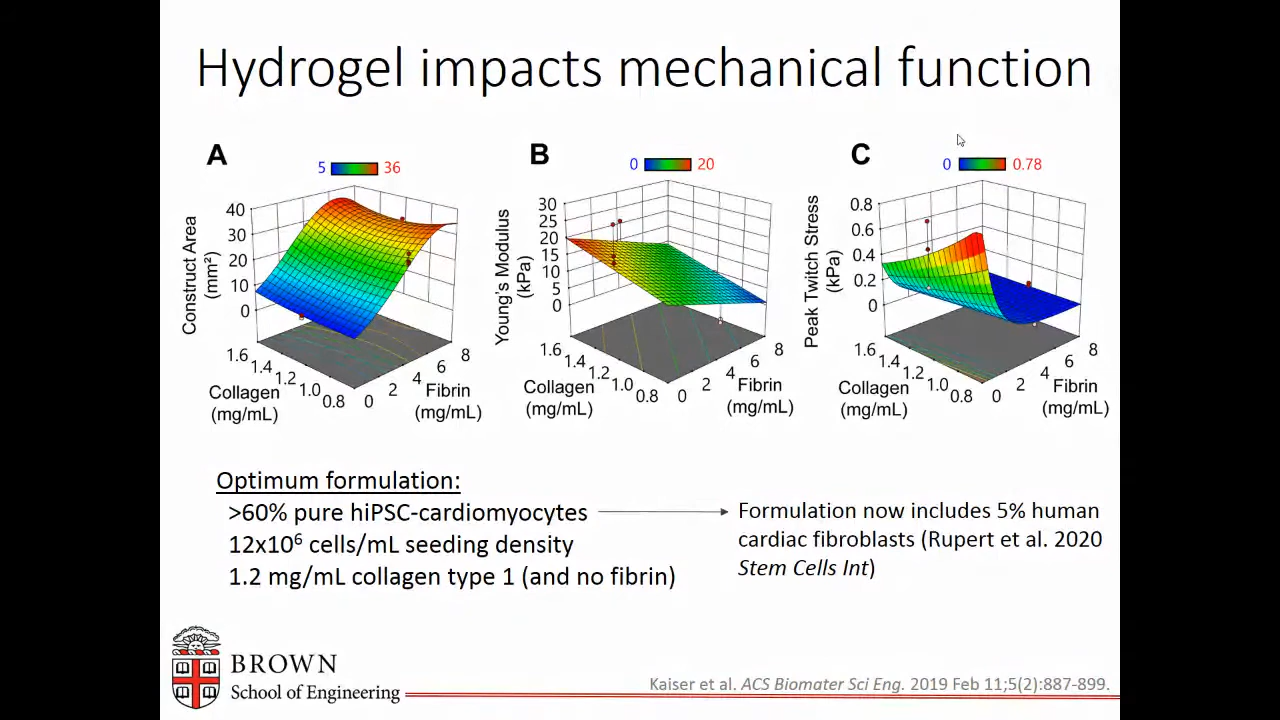 Hydrogel impacts mechanical function
A
5
36
Construct Area
(mm²)
40
30
20
10
0
1.6
1.4
1.2
1.0
0.8
Collagen
(mg/mL)
0
2
4
6
8
Fibrin
(mg/mL)
B
0
20
Young's Modulus
(kPa)
30
25
20
15
10
5
0
1.6
1.4
1.2
1.0
0.8
Collagen
(mg/mL)
0
2
4
6
8
Fibrin
(mg/mL)
C
0
0.78
Peak Twitch Stress
(kPa)
0.8
0.6
0.4
0.2
0
1.6
1.4
1.2
1.0
0.8
Collagen
(mg/mL)
0
2
4
6
8
Fibrin
(mg/mL)
Optimum formulation:
>60% pure hiPSC-cardiomyocytes
12x10⁶ cells/mL seeding density
1.2 mg/mL collagen type 1 (and no fibrin)
Formulation now includes 5% human
cardiac fibroblasts (Rupert et al. 2020
Stem Cells Int)
BROWN
School of Engineering
Kaiser et al. ACS Biomater Sci Eng. 2019 Feb 11;5(2):887-899.